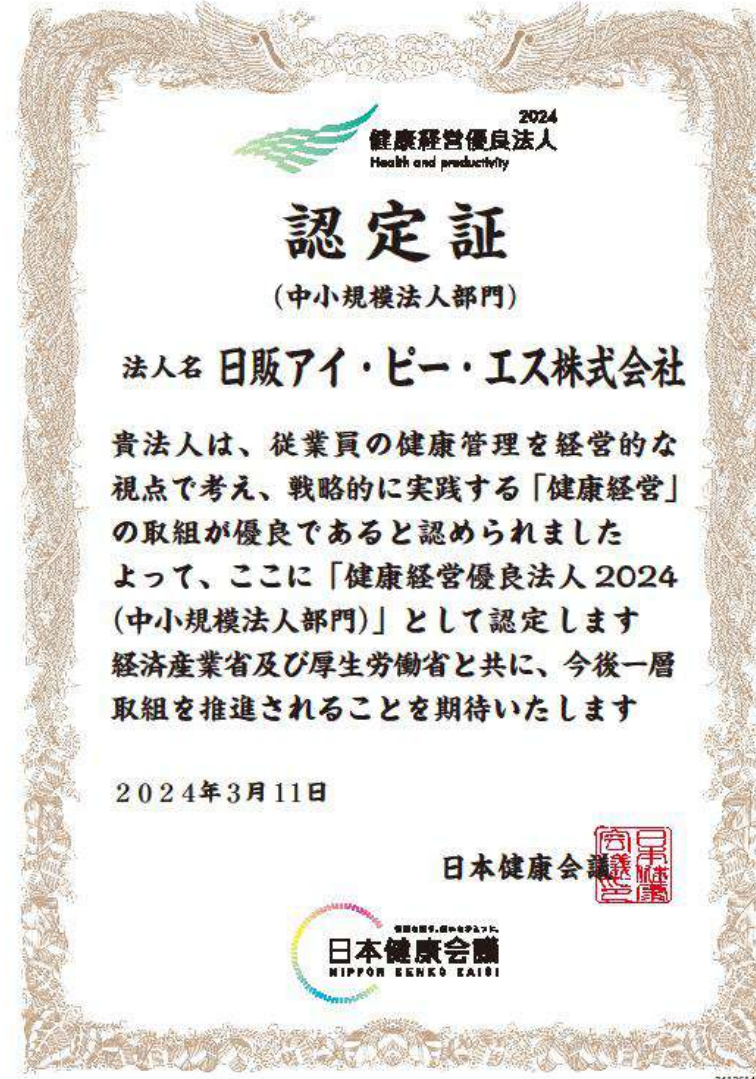 2024
健康経営優良法人
Health and productivity
認定証
(中小規模法人部門)
法人名 日販アイ・ピー・エス株式会社
貴法人は、従業員の健康管理を経営的な
視点で考え、戦略的に実践する「健康経営」
の取組が優良であると認められました
よって、ここに「健康経営優良法人2024
(中小規模法人部門)」として認定します
経済産業省及び厚生労働省と共に、今後一層
取組を推進されることを期待いたします
2024年3月11日
日本健康会議
日本健康会議
NIPPON KENKO KAIGI